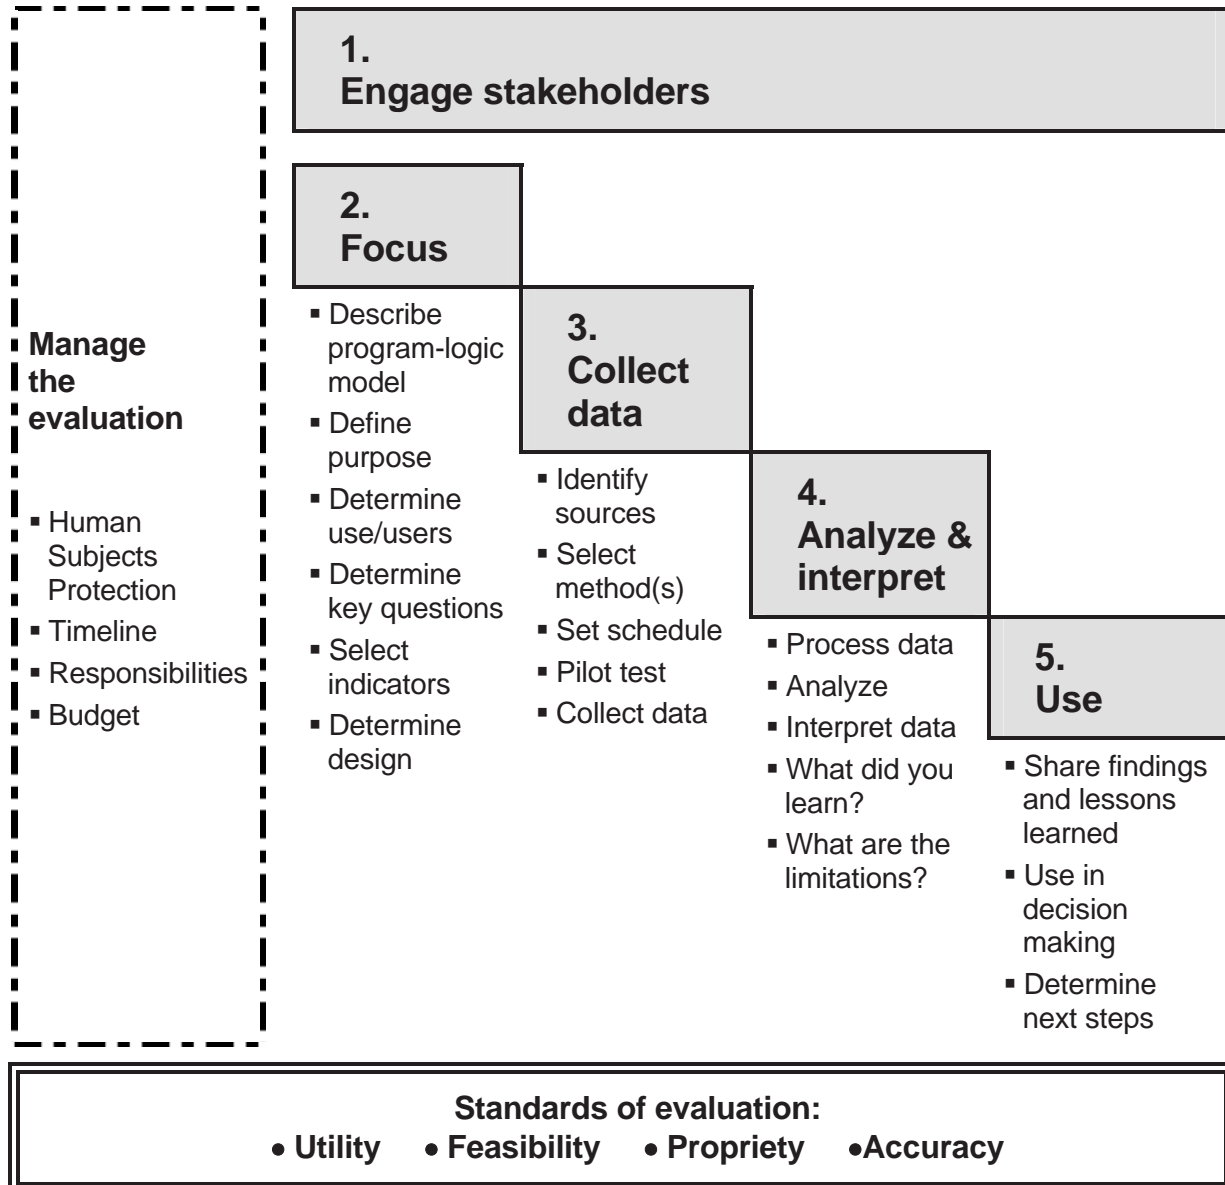 1.
Engage stakeholders
Manage
the
evaluation
▪ Human
Subjects
Protection
▪ Timeline
▪ Responsibilities
▪ Budget
2.
Focus
▪ Describe
program-logic
model
▪ Define
purpose
▪ Determine
use/users
▪ Determine
key questions
▪ Select
indicators
▪ Determine
design
3.
Collect
data
▪ Identify
sources
▪ Select
method(s)
▪ Set schedule
▪ Pilot test
▪ Collect data
4.
Analyze &
interpret
▪ Process data
▪ Analyze
▪ Interpret data
▪ What did you
learn?
▪ What are the
limitations?
5.
Use
▪ Share findings
and lessons
learned
▪ Use in
decision
making
▪ Determine
next steps
Standards of evaluation:
● Utility ● Feasibility ● Propriety ●Accuracy